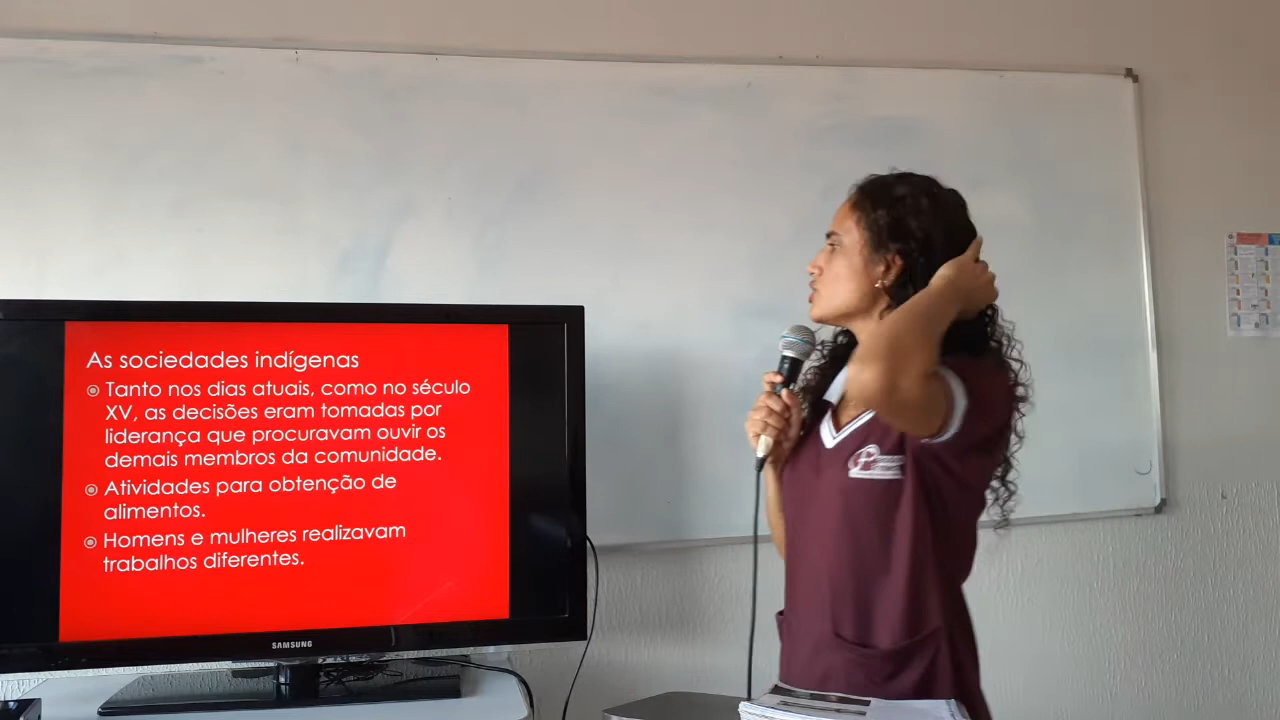 As sociedades indígenas
Tanto nos dias atuais, como no século
XV, as decisões eram tomadas por
liderança que procuravam ouvir os
demais membros da comunidade.
Atividades para obtenção de
alimentos.
Homens e mulheres realizavam
trabalhos diferentes.
SAMSUNG